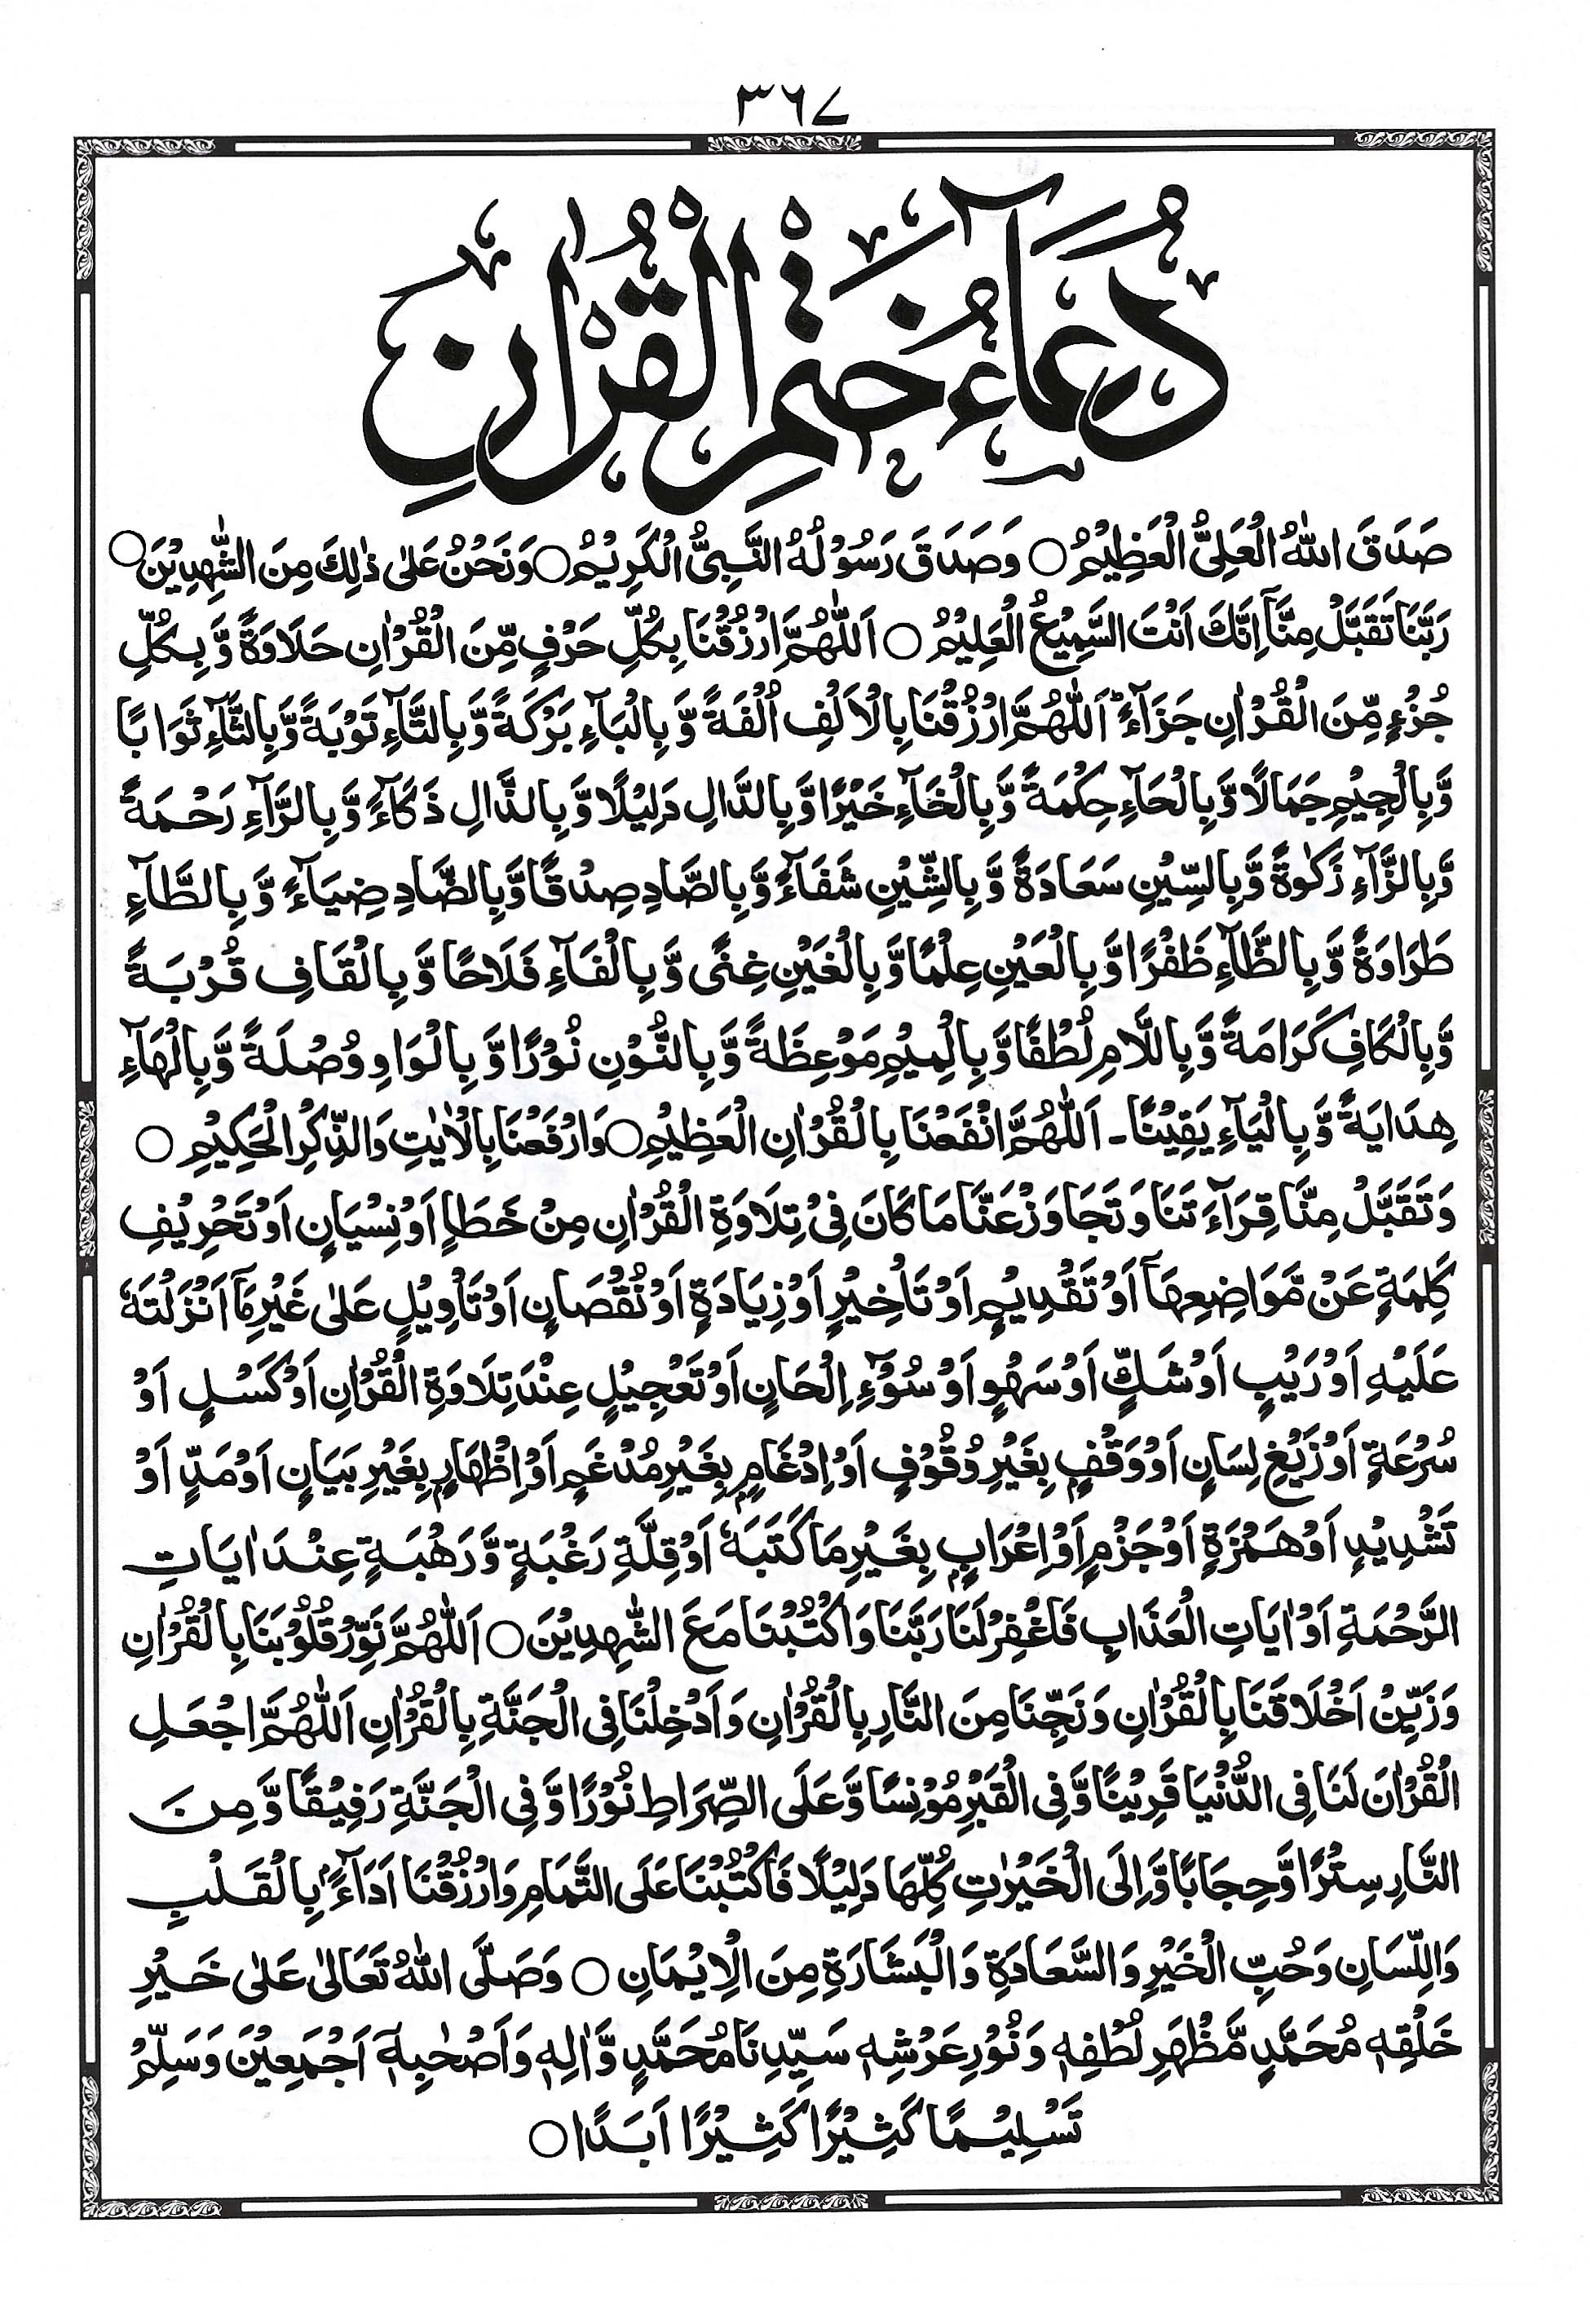 ٣٦٧
دُعَآءُ خَتْمِ الْقُرْاٰنِ
صَدَقَ اللّٰهُ الْعَلِیُّ الْعَظِیْمُ○ وَصَدَقَ رَسُوْلُهُ النَّبِیُّ الْكَرِیْمُ○ وَنَحْنُ عَلٰی ذٰلِكَ مِنَ الشّٰهِدِیْنَ○
رَبَّنَا تَقَبَّلْ مِنَّآ اِنَّكَ اَنْتَ السَّمِیْعُ الْعَلِیْمُ○ اَللّٰهُمَّ ارْزُقْنَا بِكُلِّ حَرْفٍ مِّنَ الْقُرْاٰنِ حَلَاوَةً وَّ بِكُلِّ
جُزْءٍ مِّنَ الْقُرْاٰنِ جَزَآءً ؕ اَللّٰهُمَّ ارْزُقْنَا بِالْاَلْفِ اُلْفَةً وَّ بِالْبَآءِ بَرْكَةً وَّ بِالتَّآءِ تَوْبَةً وَّ بِالثَّآءِ ثَوَابًا
وَّ بِالْجِیْمِ جَمَالًا وَّ بِالْحَآءِ حِكْمَةً وَّ بِالْخَآءِ خَیْرًا وَّ بِالدَّالِ دَلِیْلًا وَّ بِالذَّالِ ذَكَآءً وَّ بِالرَّآءِ رَحْمَةً
وَّ بِالزَّآءِ زَكٰوةً وَّ بِالسِّیْنِ سَعَادَةً وَّ بِالشِّیْنِ شَفَآءً وَّ بِالصَّادِ صِدْقًا وَّ بِالضَّادِ ضِیَآءً وَّ بِالطَّآءِ
طَرَاوَةً وَّ بِالظَّآءِ ظَفْرًا وَّ بِالْعَیْنِ عِلْمًا وَّ بِالْغَیْنِ غِنًی وَّ بِالْفَآءِ فَلَاحًا وَّ بِالْقَافِ قُرْبَةً
وَّ بِالْكَافِ كَرَامَةً وَّ بِاللَّامِ لُطْفًا وَّ بِالْمِیْمِ مَوْعِظَةً وَّ بِالنُّوْنِ نُوْرًا وَّ بِالْوَاوِ وُصْلَةً وَّ بِالْهَآءِ
هِدَایَةً وَّ بِالْیَآءِ یَقِیْنًا۔ اَللّٰهُمَّ انْفَعْنَا بِالْقُرْاٰنِ الْعَظِیْمِ○ وَارْفَعْنَا بِالْاٰیٰتِ وَالذِّكْرِ الْحَكِیْمِ○
وَتَقَبَّلْ مِنَّا قِرَآءَتَنَا وَتَجَاوَزْ عَنَّا مَا كَانَ فِیْ تِلَاوَةِ الْقُرْاٰنِ مِنْ خَطَاٍ اَوْ نِسْیَانٍ اَوْ تَحْرِیْفِ
كَلِمَةٍ عَنْ مَّوَاضِعِهَآ اَوْ تَقْدِیْمٍ اَوْ تَاْخِیْرٍ اَوْ زِیَادَةٍ اَوْ نُقْصَانٍ اَوْ تَاْوِیْلٍ عَلٰی غَیْرِ مَآ اَنْزَلْتَهٗ
عَلَیْهِ اَوْ رَیْبٍ اَوْ شَكٍّ اَوْ سَهْوٍ اَوْ سُوْٓءِ اِلْحَانٍ اَوْ تَعْجِیْلٍ عِنْدَ تِلَاوَةِ الْقُرْاٰنِ اَوْ كَسْلٍ اَوْ
سُرْعَةٍ اَوْ زَیْغِ لِسَانٍ اَوْ وَقْفٍۭ بِغَیْرِ وُقُوْفٍ اَوْ اِدْغَامٍۭ بِغَیْرِ مُدْغَمٍ اَوْ اِظْهَارٍۭ بِغَیْرِ بَیَانٍ اَوْ مَدٍّ اَوْ
تَشْدِیْدٍ اَوْ هَمْزَةٍ اَوْ جَزْمٍ اَوْ اِعْرَابٍۭ بِغَیْرِ مَا كَتَبَهٗ اَوْ قِلَّةِ رَغْبَةٍ وَّ رَهْبَةٍ عِنْدَ اٰیَاتِ
الرَّحْمَةِ اَوْ اٰیَاتِ الْعَذَابِ فَاغْفِرْ لَنَا رَبَّنَا وَاكْتُبْنَا مَعَ الشّٰهِدِیْنَ○ اَللّٰهُمَّ نَوِّرْ قُلُوْبَنَا بِالْقُرْاٰنِ
وَزَیِّنْ اَخْلَاقَنَا بِالْقُرْاٰنِ وَنَجِّنَا مِنَ النَّارِ بِالْقُرْاٰنِ وَاَدْخِلْنَا فِی الْجَنَّةِ بِالْقُرْاٰنِ اَللّٰهُمَّ اجْعَلِ
الْقُرْاٰنَ لَنَا فِی الدُّنْیَا قَرِیْنًا وَّ فِی الْقَبْرِ مُوْنِسًا وَّ عَلَی الصِّرَاطِ نُوْرًا وَّ فِی الْجَنَّةِ رَفِیْقًا وَّ مِنَ
النَّارِ سِتْرًا وَّ حِجَابًا وَّ اِلَی الْخَیْرٰتِ كُلِّهَا دَلِیْلًا فَاكْتُبْنَا عَلَی التَّمَامِ وَارْزُقْنَا اَدَآءًۢ بِالْقَلْبِ
وَاللِّسَانِ وَحُبِّ الْخَیْرِ وَالسَّعَادَةِ وَالْبَشَارَةِ مِنَ الْاِیْمَانِ○ وَصَلَّی اللّٰهُ تَعَالٰی عَلٰی خَیْرِ
خَلْقِهٖ مُحَمَّدٍ مَّظْهَرِ لُطْفِهٖ وَنُوْرِ عَرْشِهٖ سَیِّدِنَا مُحَمَّدٍ وَّاٰلِهٖ وَاَصْحٰبِهٖٓ اَجْمَعِیْنَ وَسَلِّمْ
تَسْلِیْمًا كَثِیْرًا كَثِیْرًا اَبَدًا○